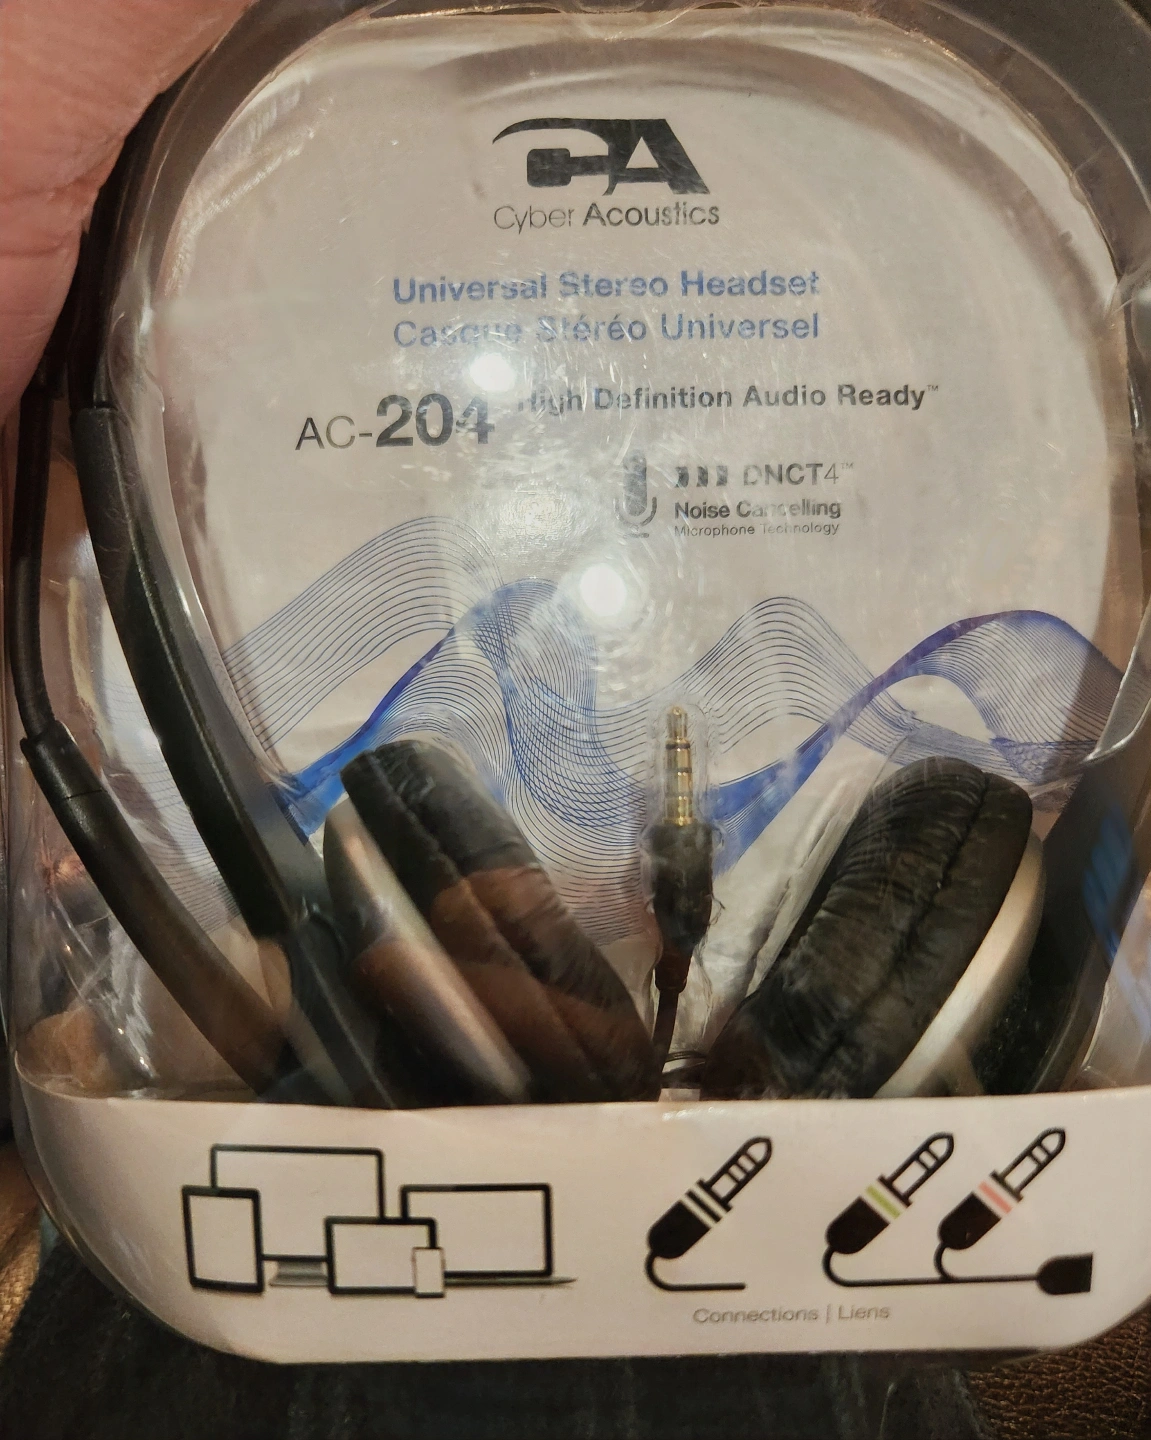 CA
Cyber Acoustics
Universal Stereo Headset
Casque Stéréo Universel
AC-204 High Definition Audio Ready™
DNCT4™
Noise Cancelling
Microphone Technology
Connections | Liens